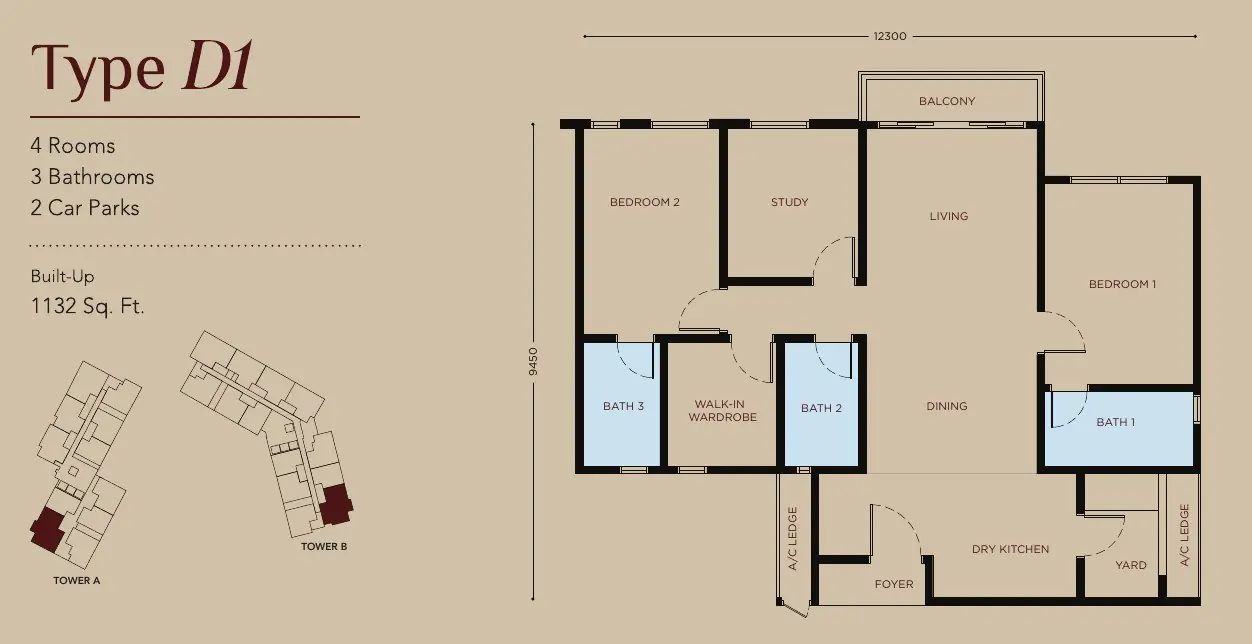 Type D1
4 Rooms
3 Bathrooms
2 Car Parks
Built-Up
1132 Sq. Ft.
TOWER A
TOWER B
12300
9450
BALCONY
BEDROOM 2
STUDY
LIVING
BEDROOM 1
BATH 3
WALK-IN
WARDROBE
BATH 2
DINING
BATH 1
A/C LEDGE
DRY KITCHEN
FOYER
YARD
A/C LEDGE